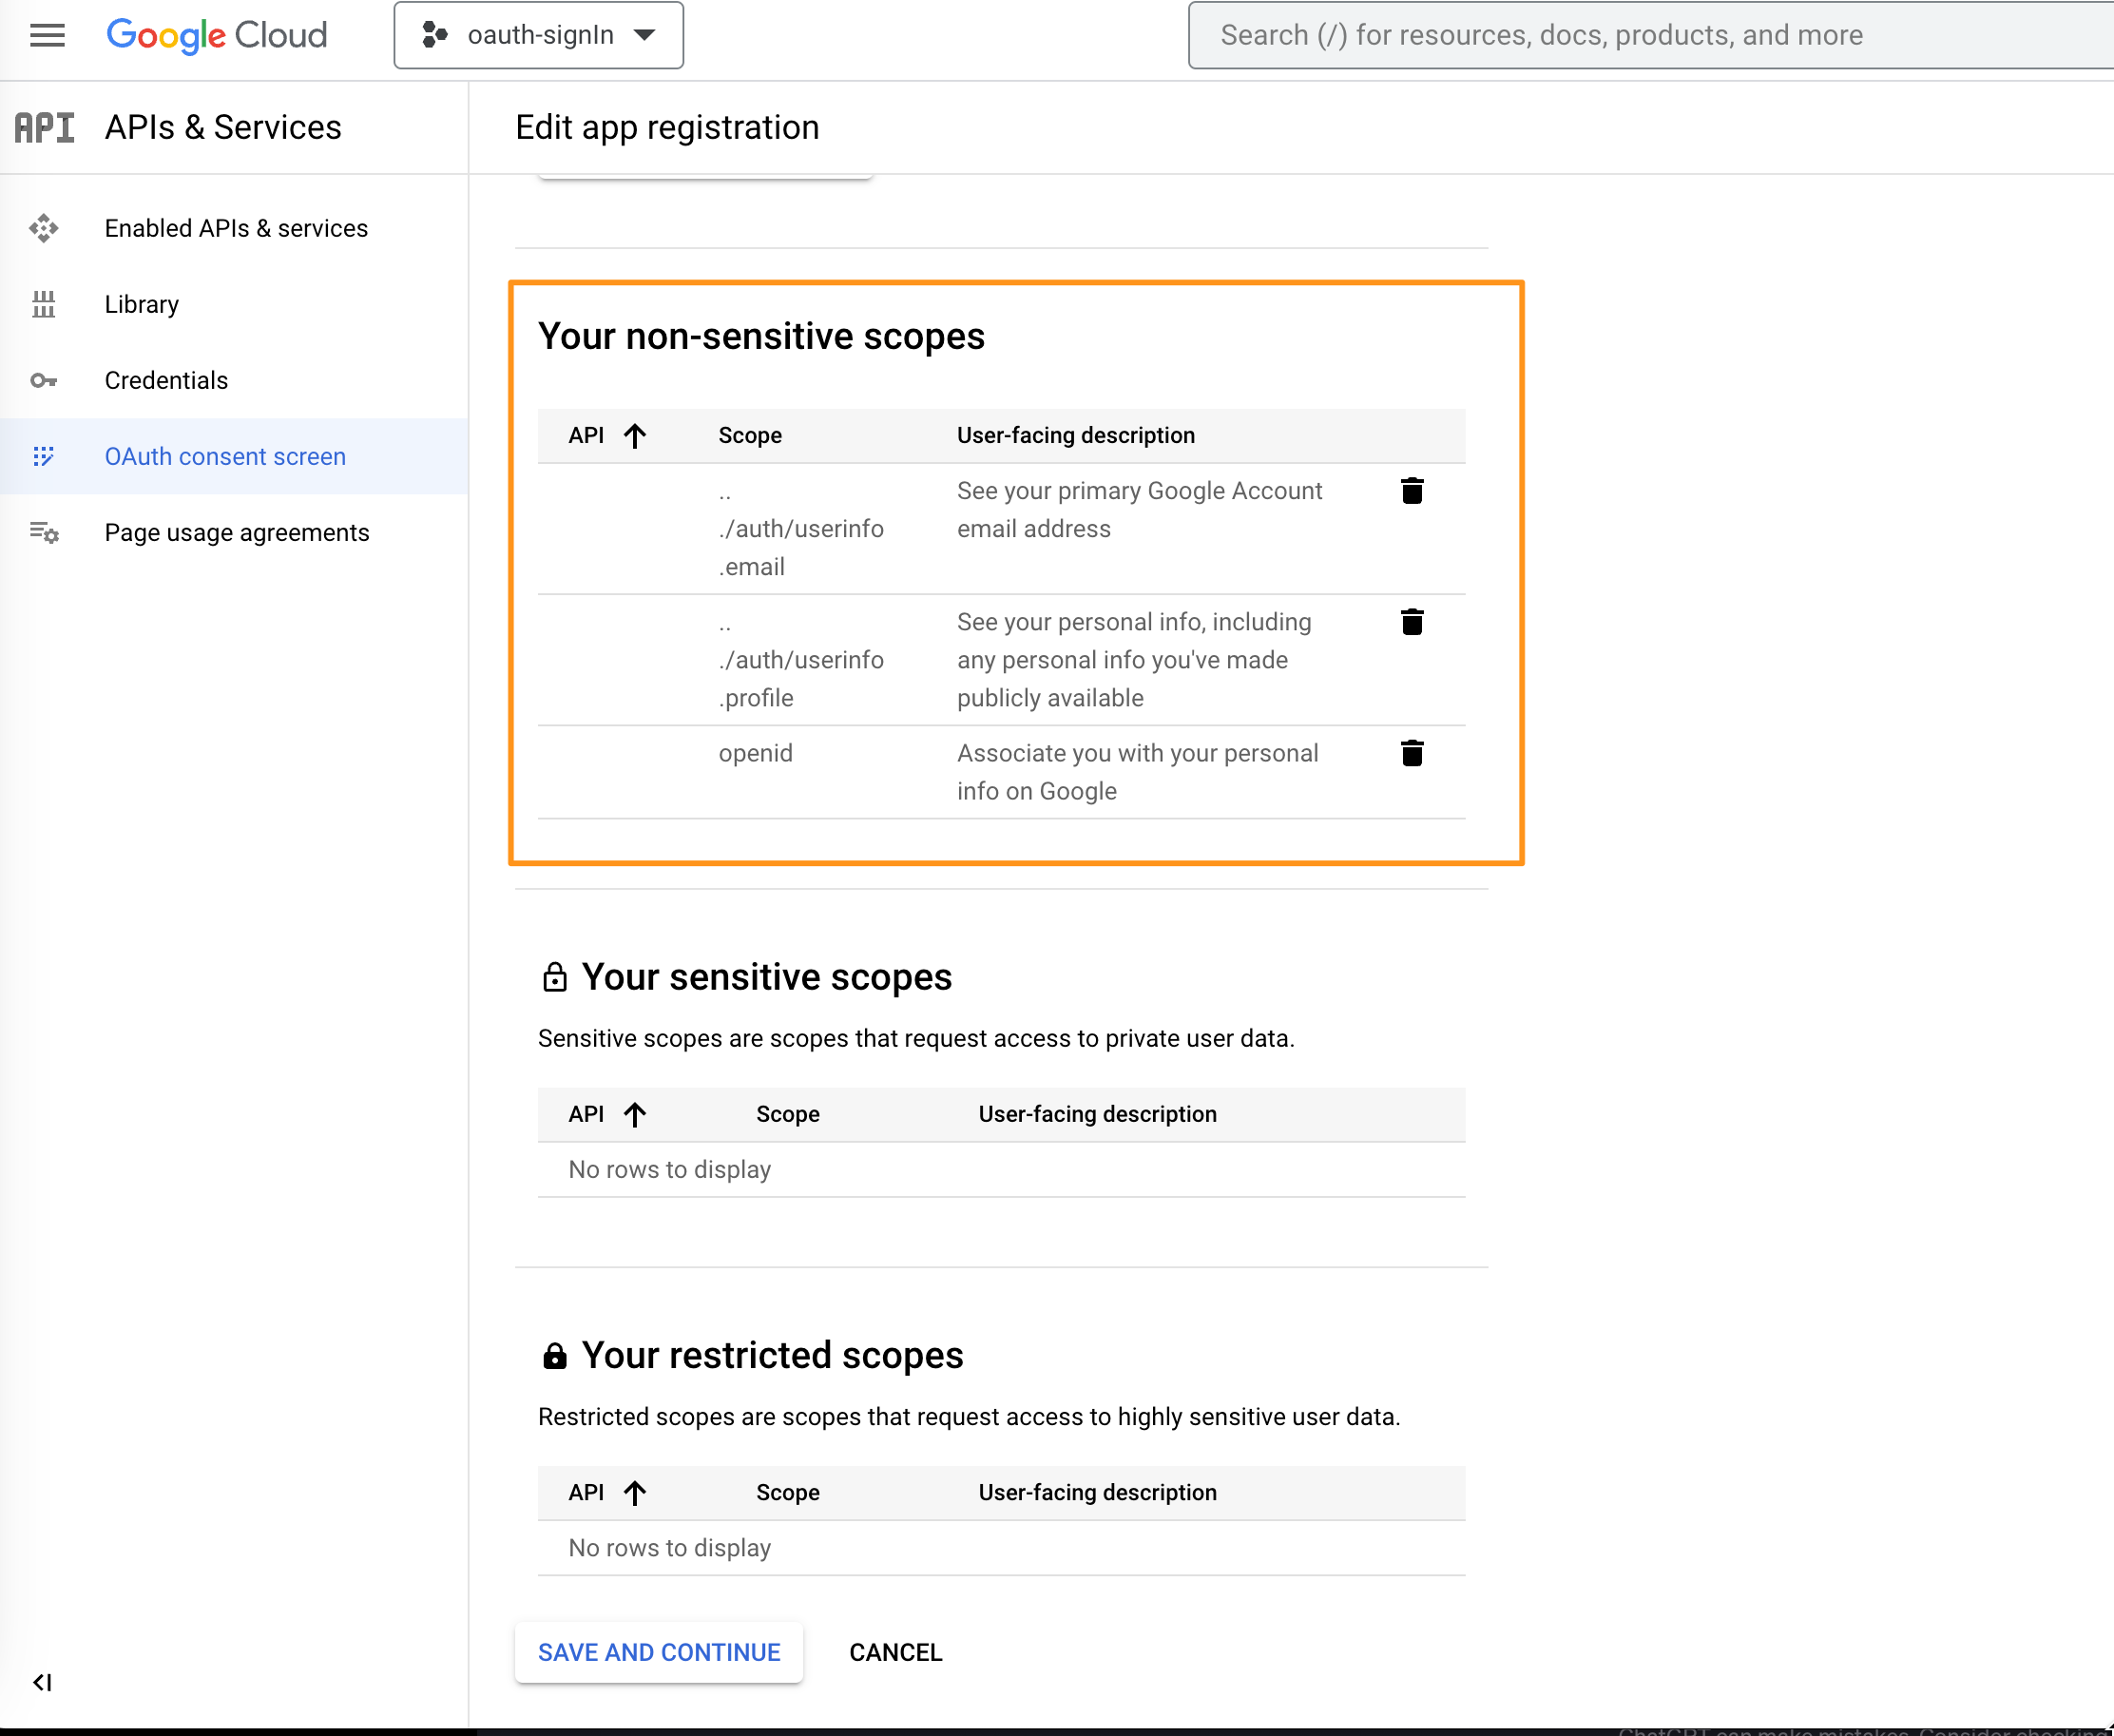 Google Cloud
oauth-signIn
Search (/) for resources, docs, products, and more
API
APIs & Services
Edit app registration
Enabled APIs & services
Library
Credentials
OAuth consent screen
Page usage agreements
Your non-sensitive scopes
API Scope User-facing description
..
./auth/userinfo
.email
See your primary Google Account
email address
..
./auth/userinfo
.profile
See your personal info, including
any personal info you've made
publicly available
openid
Associate you with your personal
info on Google
Your sensitive scopes
Sensitive scopes are scopes that request access to private user data.
API Scope User-facing description
No rows to display
Your restricted scopes
Restricted scopes are scopes that request access to highly sensitive user data.
API Scope User-facing description
No rows to display
SAVE AND CONTINUE
CANCEL
ChatGPT can make mistakes. Consider checking